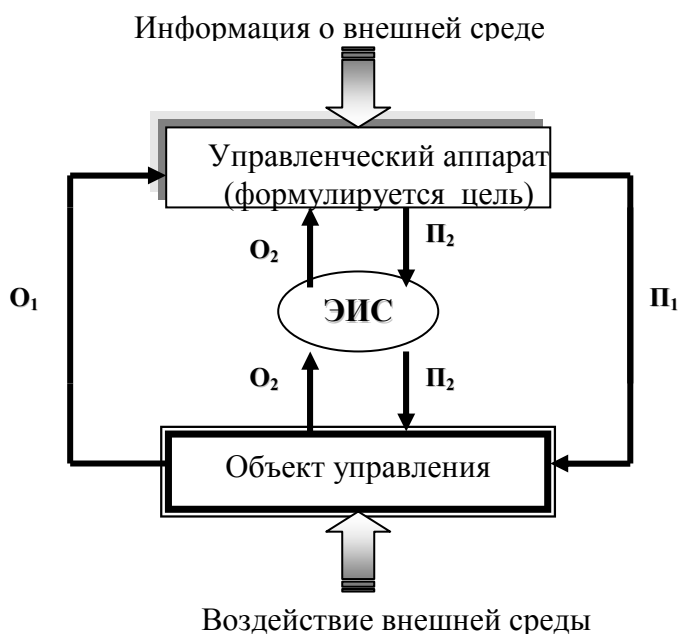 Информация о внешней среде
Управленческий аппарат
(формулируется цель)
О₂ П₂
О₁ ЭИС П₁
О₂ П₂
Объект управления
Воздействие внешней среды